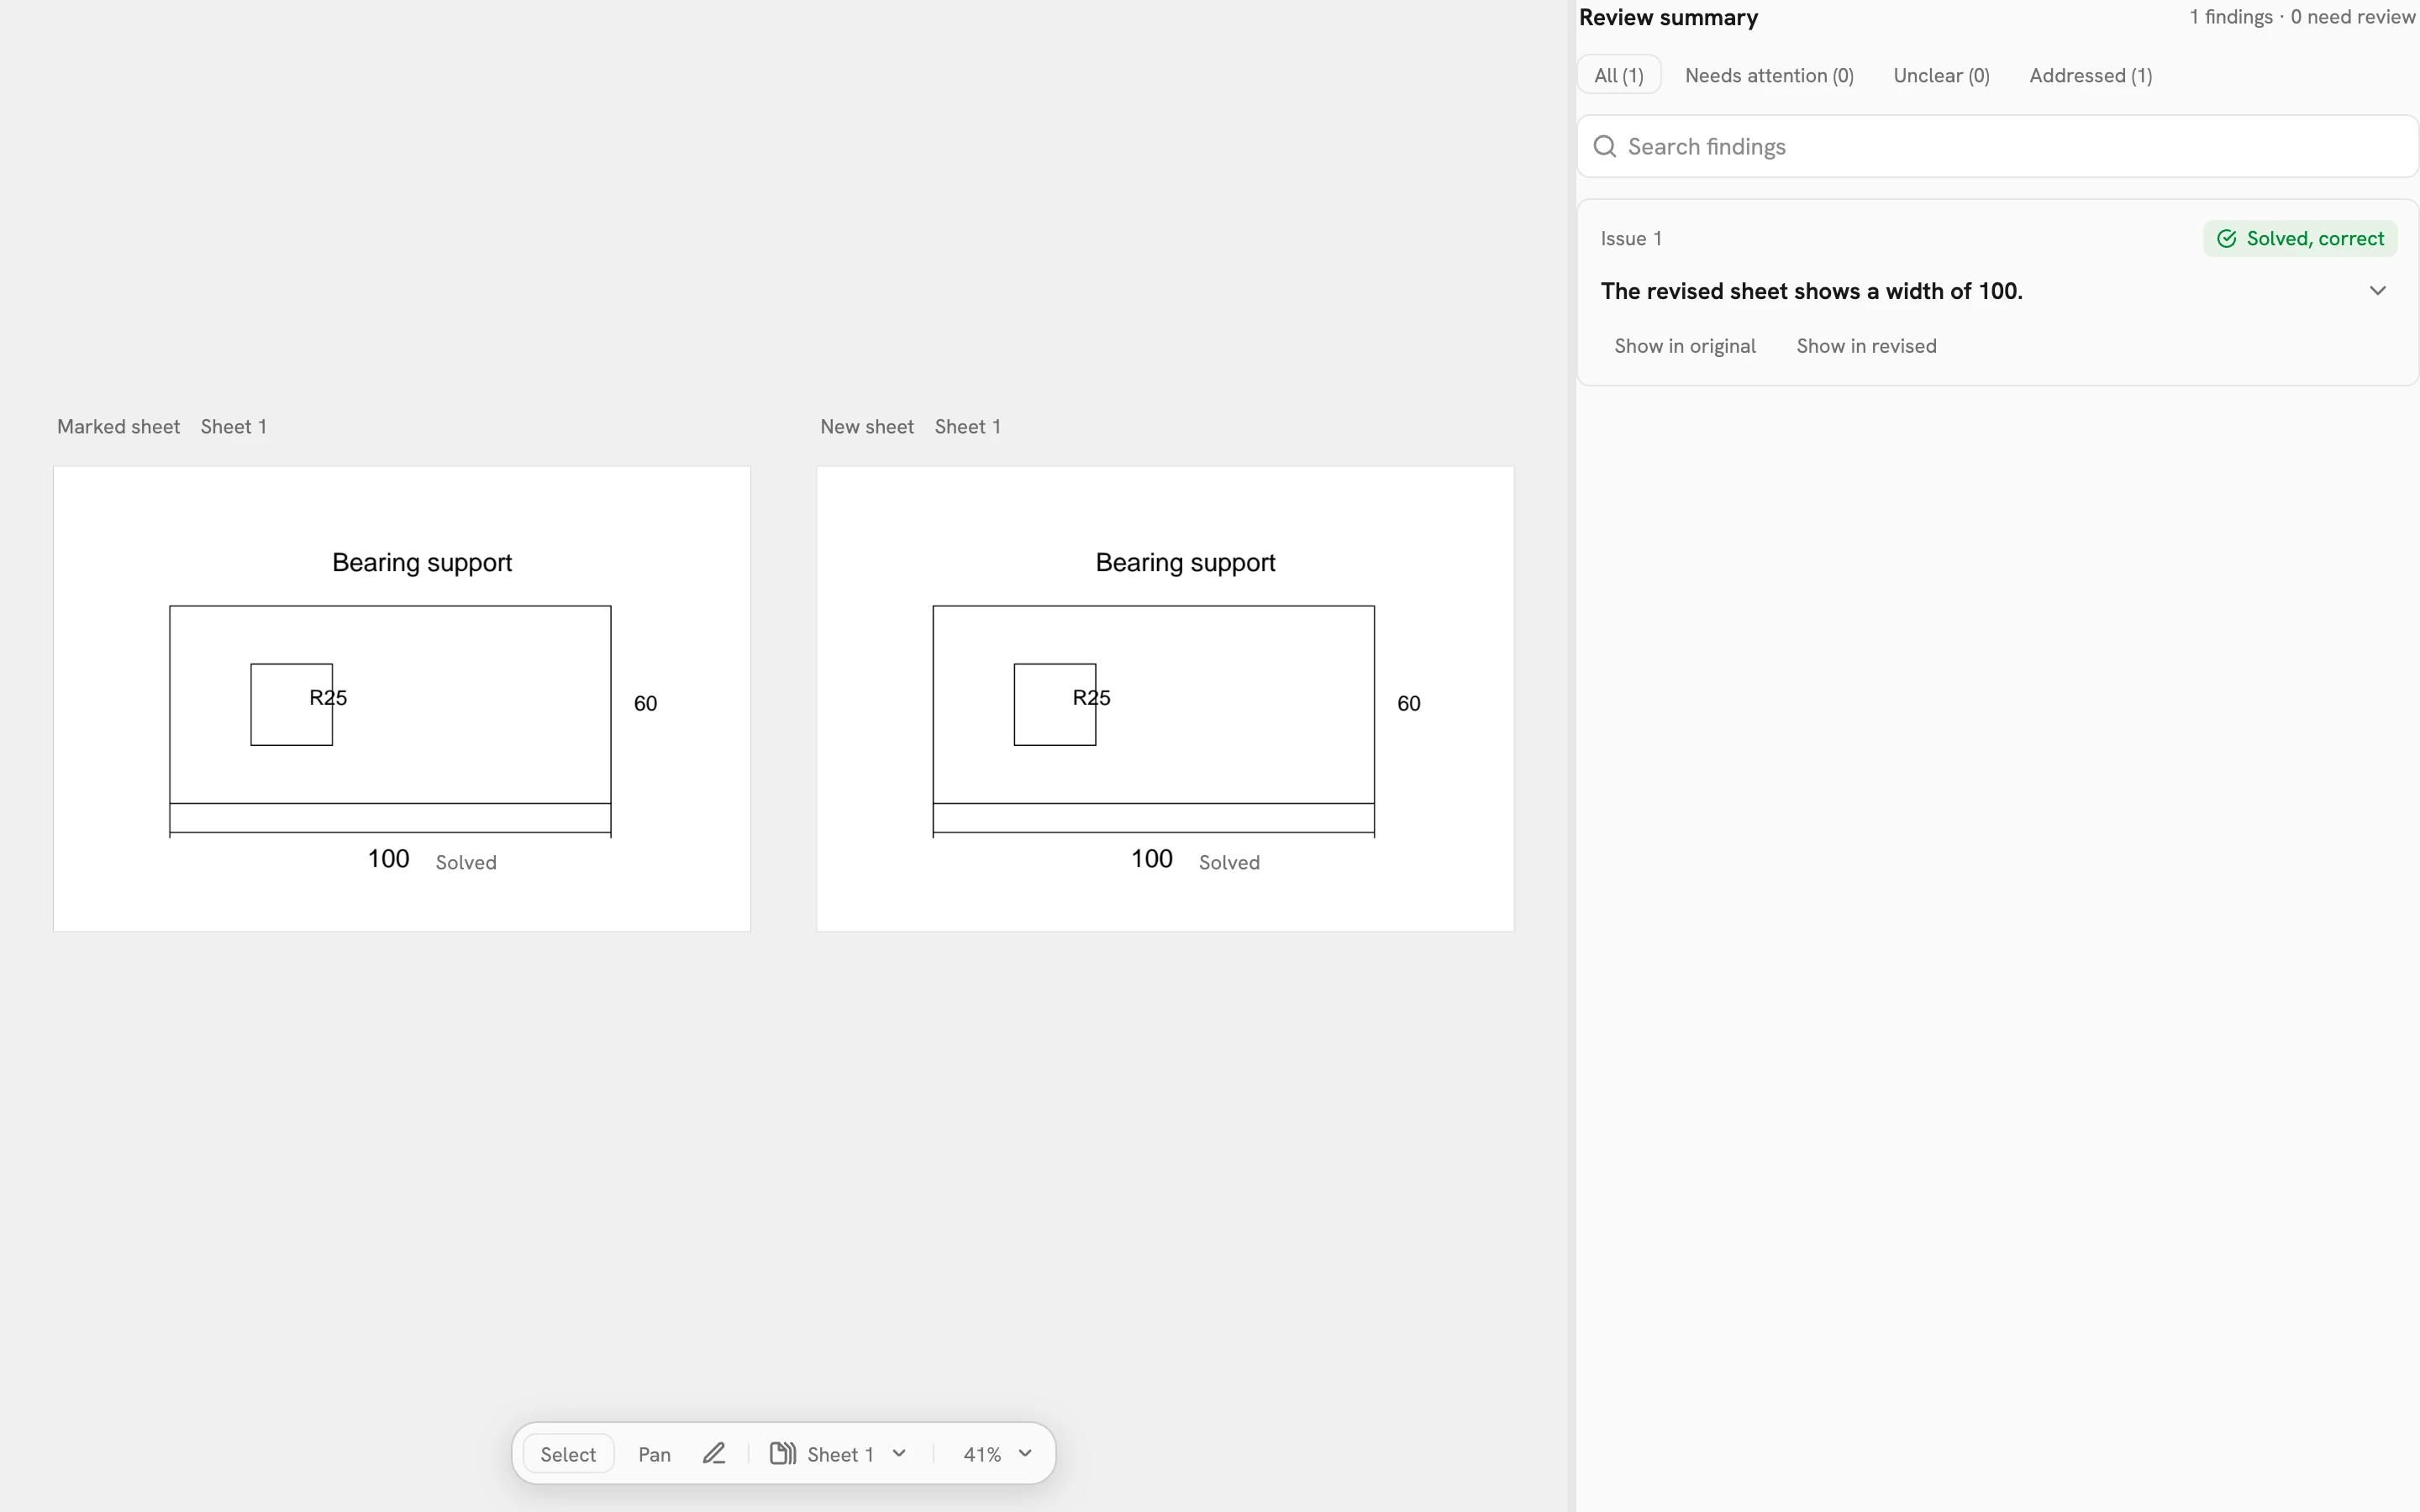 Review summary
1 findings · 0 need review
All (1)
Needs attention (0)
Unclear (0)
Addressed (1)
Search findings
Issue 1
Solved, correct
The revised sheet shows a width of 100.
Show in original
Show in revised
Marked sheet Sheet 1
Bearing support
R25
60
100 Solved
New sheet Sheet 1
Bearing support
R25
60
100 Solved
Select
Pan
Sheet 1
41%